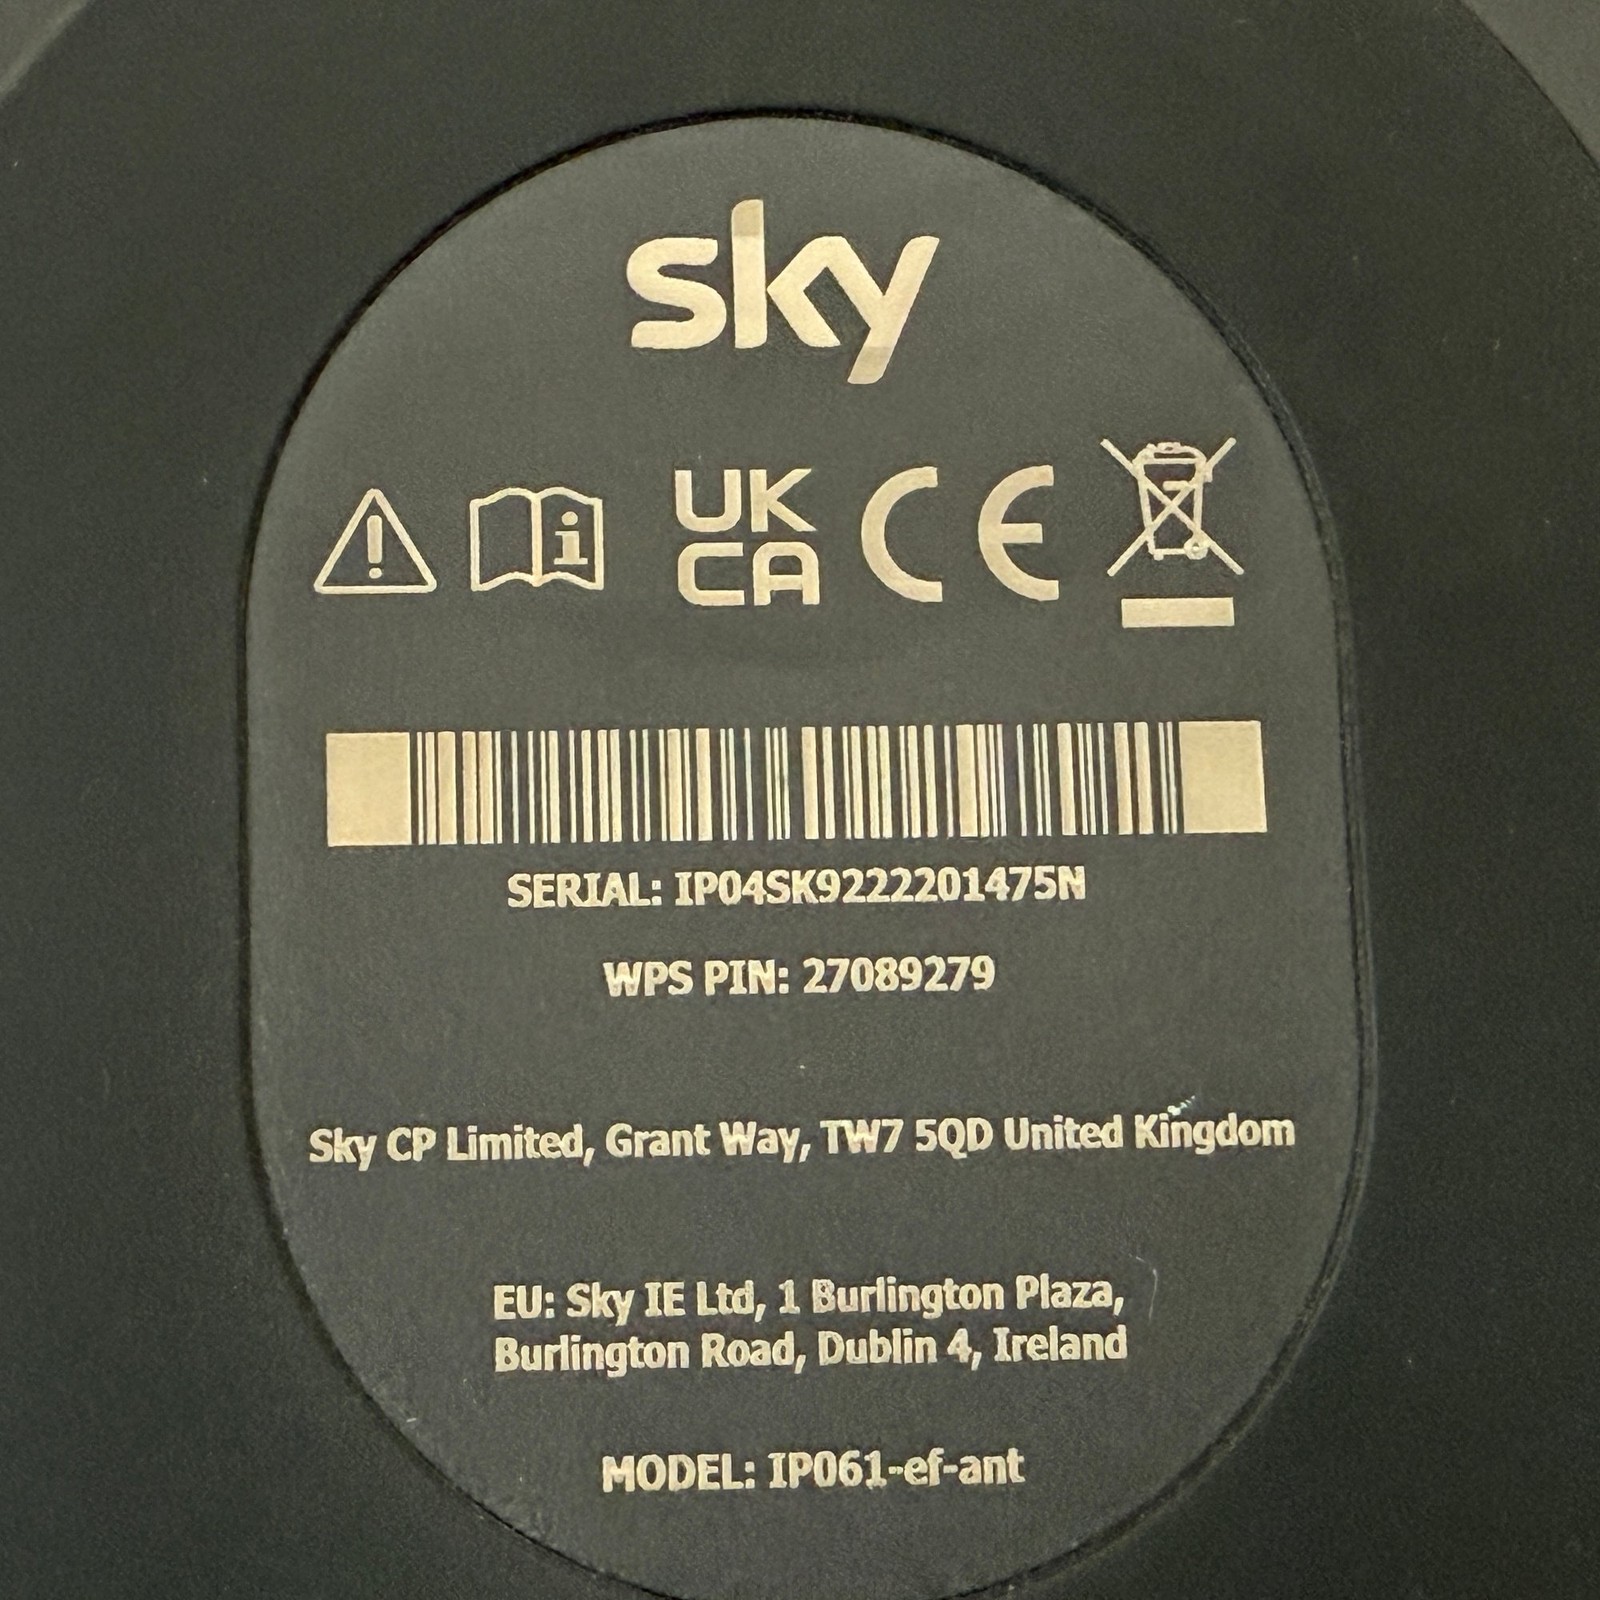 sky
UK
CA
CE
SERIAL: IP04SK9222201475N
WPS PIN: 27089279
Sky CP Limited, Grant Way, TW7 5QD United Kingdom
EU: Sky IE Ltd, 1 Burlington Plaza,
Burlington Road, Dublin 4, Ireland
MODEL: IP061-ef-ant